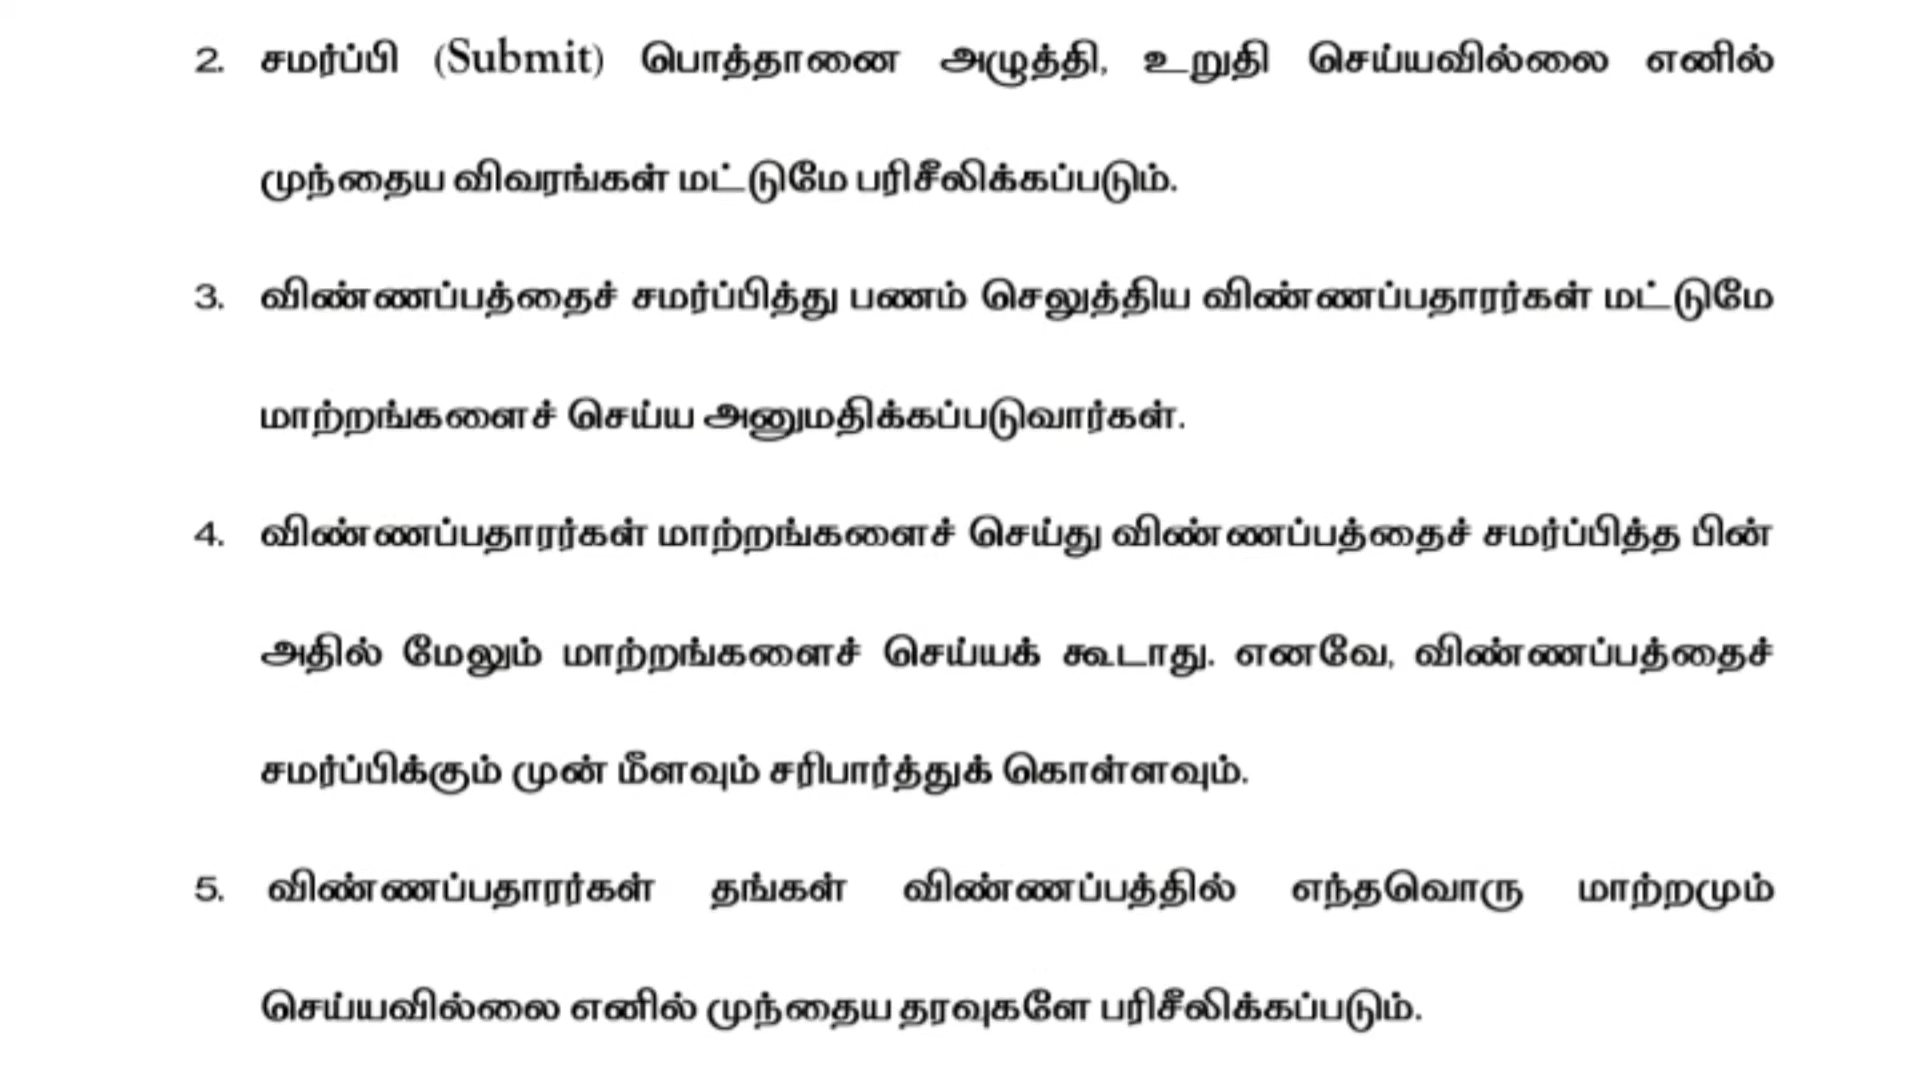 2. சமர்ப்பி (Submit) பொத்தானை அழுத்தி, உறுதி செய்யவில்லை எனில்
முந்தைய விவரங்கள் மட்டுமே பரிசீலிக்கப்படும்.
3. விண்ணப்பத்தைச் சமர்ப்பித்து பணம் செலுத்திய விண்ணப்பதாரர்கள் மட்டுமே
மாற்றங்களைச் செய்ய அனுமதிக்கப்படுவார்கள்.
4. விண்ணப்பதாரர்கள் மாற்றங்களைச் செய்து விண்ணப்பத்தைச் சமர்ப்பித்த பின்
அதில் மேலும் மாற்றங்களைச் செய்யக் கூடாது. எனவே, விண்ணப்பத்தைச்
சமர்ப்பிக்கும் முன் மீளவும் சரிபார்த்துக் கொள்ளவும்.
5. விண்ணப்பதாரர்கள் தங்கள் விண்ணப்பத்தில் எந்தவொரு மாற்றமும்
செய்யவில்லை எனில் முந்தைய தரவுகளே பரிசீலிக்கப்படும்.